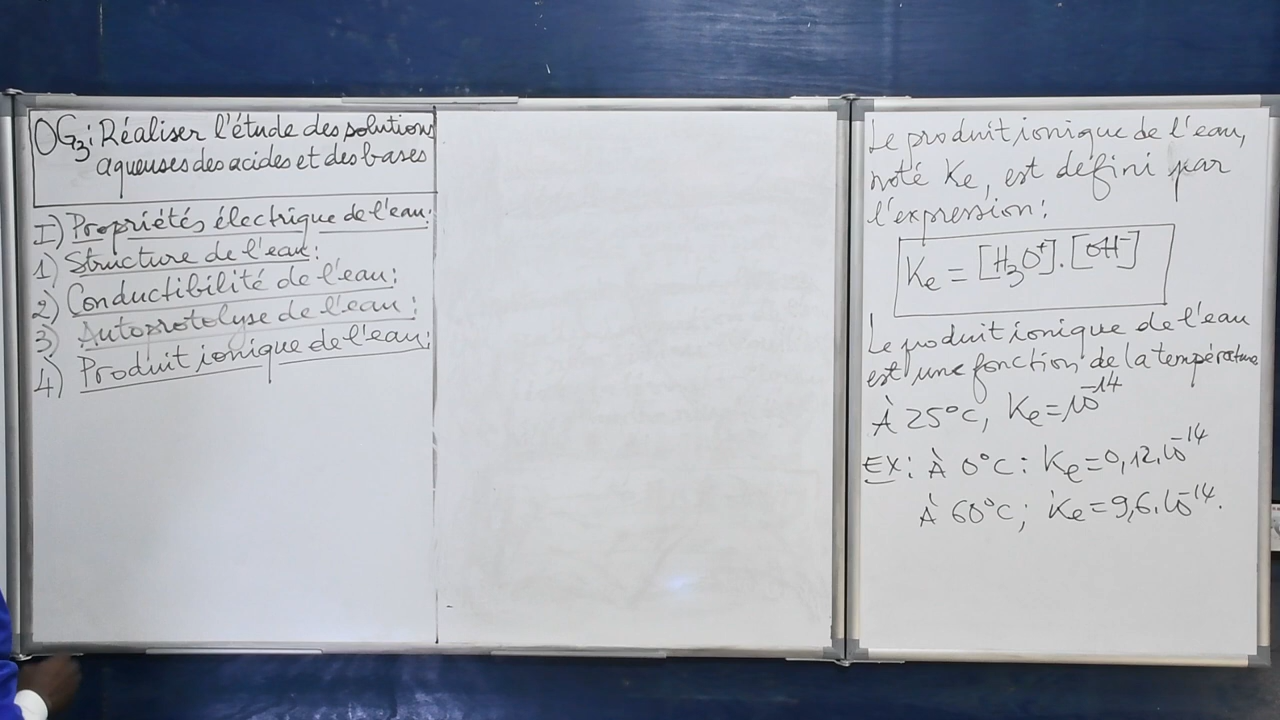 OG₃: Réaliser l'étude des solutions
aqueuses des acides et des bases
I) Propriétés électrique de l'eau:
1) Structure de l'eau:
2) Conductibilité de l'eau:
3) Autoprotolyse de l'eau:
4) Produit ionique de l'eau:
Le produit ionique de l'eau,
noté Ke, est défini par
l'expression:
Ke = [H₃O⁺].[OH⁻]
Le produit ionique de l'eau
est une fonction de la température
À 25°C, Ke=10⁻¹⁴
EX: À 0°C: Ke=0,12.10⁻¹⁴
À 60°C; Ke=9,6.10⁻¹⁴.